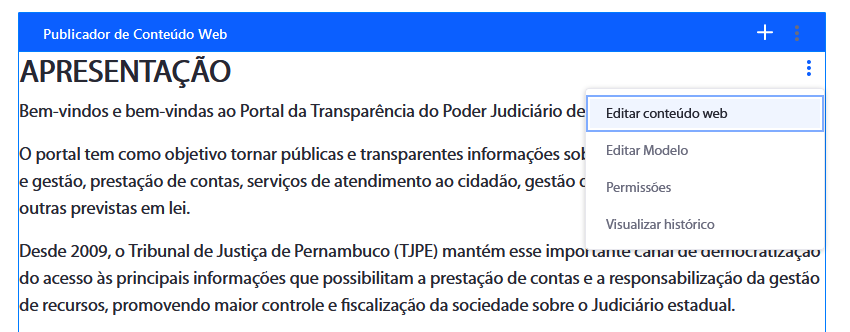 Publicador de Conteúdo Web
APRESENTAÇÃO
Bem-vindos e bem-vindas ao Portal da Transparência do Poder Judiciário de
Editar conteúdo web
Editar Modelo
Permissões
Visualizar histórico
O portal tem como objetivo tornar públicas e transparentes informações
e gestão, prestação de contas, serviços de atendimento ao cidadão, gestão
outras previstas em lei.
Desde 2009, o Tribunal de Justiça de Pernambuco (TJPE) mantém esse importante canal de democratização
do acesso às principais informações que possibilitam a prestação de contas e a responsabilização da gestão
de recursos, promovendo maior controle e fiscalização da sociedade sobre o Judiciário estadual.